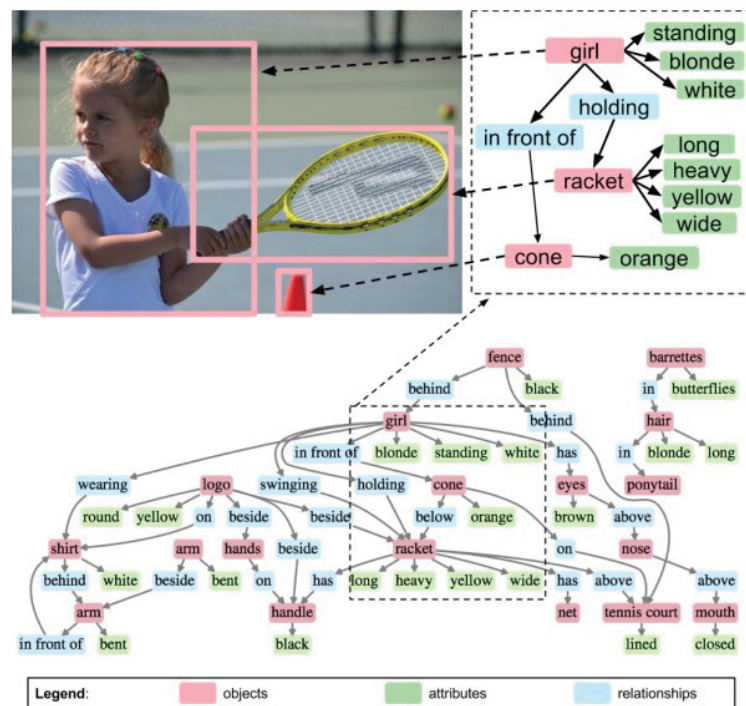 standing
girl
blonde
white
holding
in front of
long
heavy
racket
yellow
wide
cone
orange
fence
barrettes
behind
black
in
butterflies
girl
behind
hair
in front of
blonde
standing
white
has
in
blonde
long
wearing
logo
swinging
holding
cone
eyes
ponytail
round
yellow
on
beside
beside
below
orange
brown
above
shirt
arm
hands
beside
racket
on
nose
behind
white
beside
bent
on
has
long
heavy
yellow
wide
has
above
above
arm
handle
net
tennis court
mouth
in front of
bent
black
lined
closed
Legend: objects attributes relationships